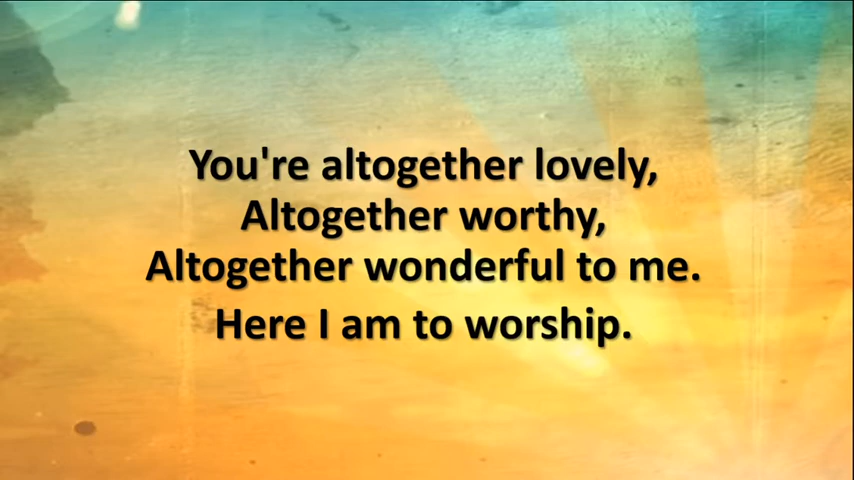 You're altogether lovely,
Altogether worthy,
Altogether wonderful to me.
Here I am to worship.